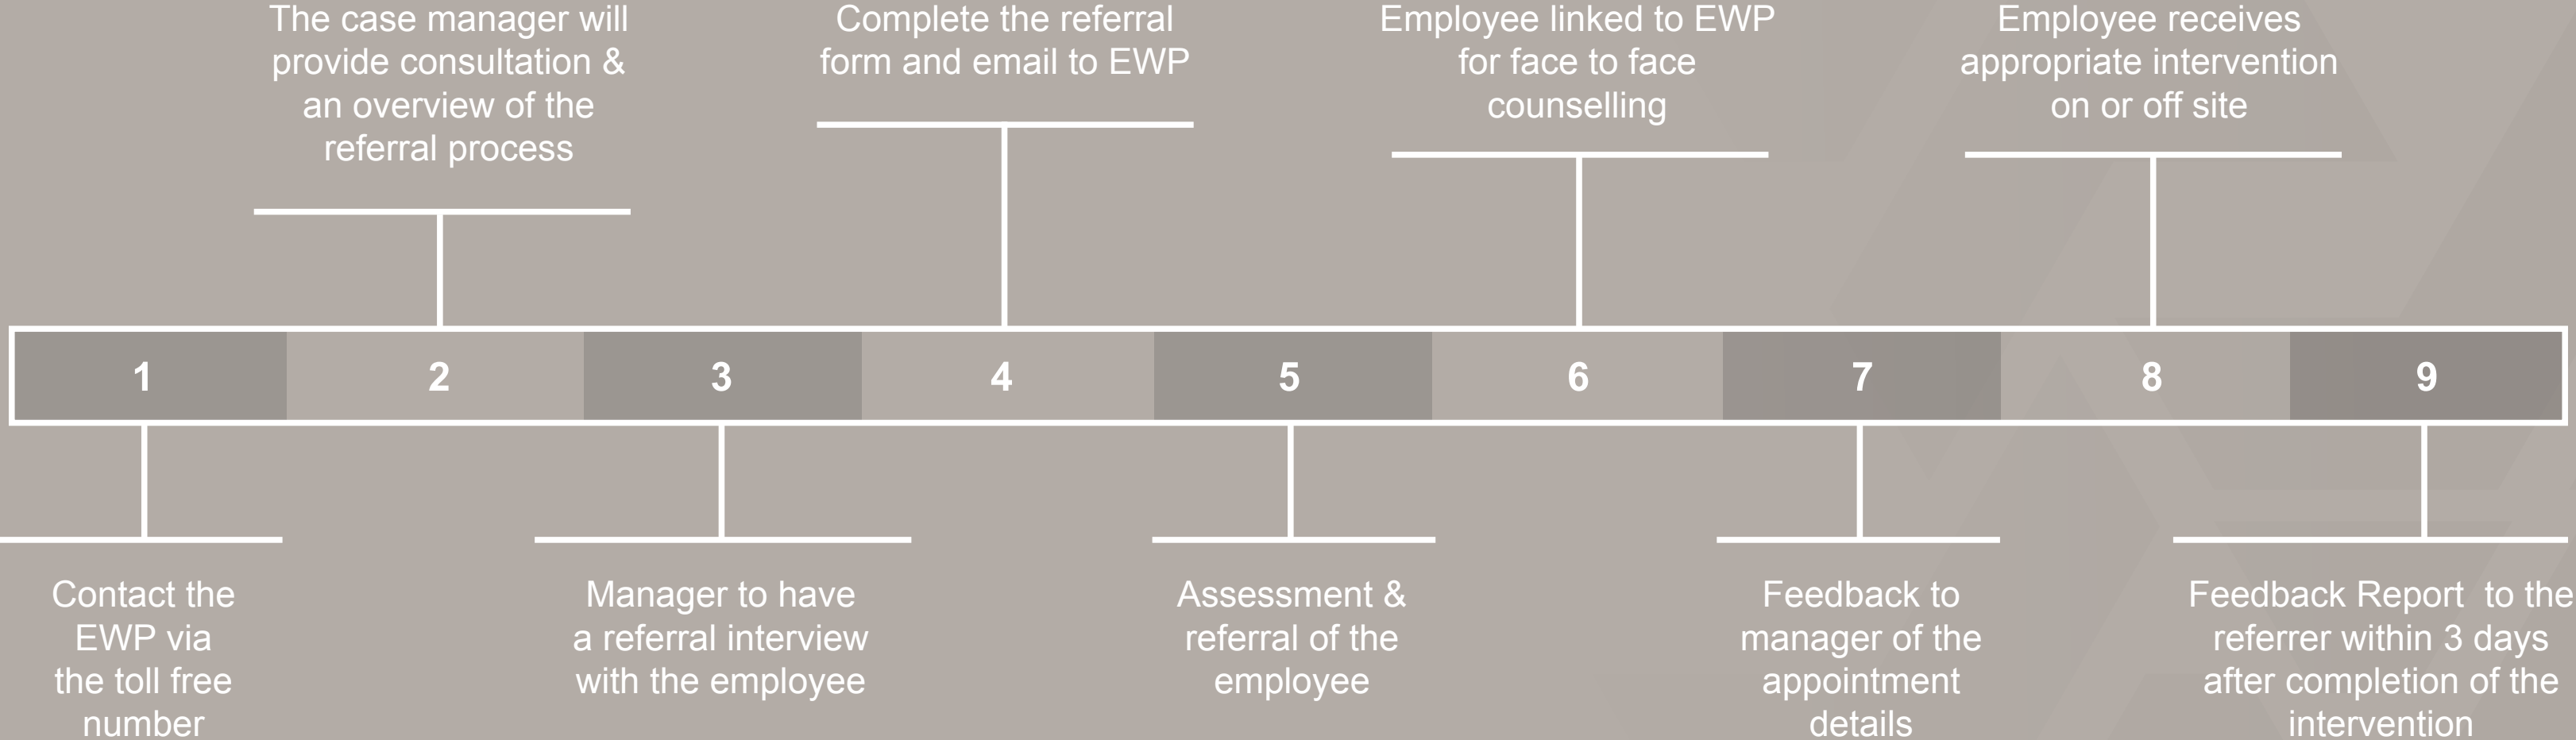 The case manager will
provide consultation &
an overview of the
referral process
Complete the referral
form and email to EWP
Employee linked to EWP
for face to face
counselling
Employee receives
appropriate intervention
on or off site
1
2
3
4
5
6
7
8
9
Contact the
EWP via
the toll free
number
Manager to have
a referral interview
with the employee
Assessment &
referral of the
employee
Feedback to
manager of the
appointment
details
Feedback Report  to the
referrer within 3 days
after completion of the
intervention